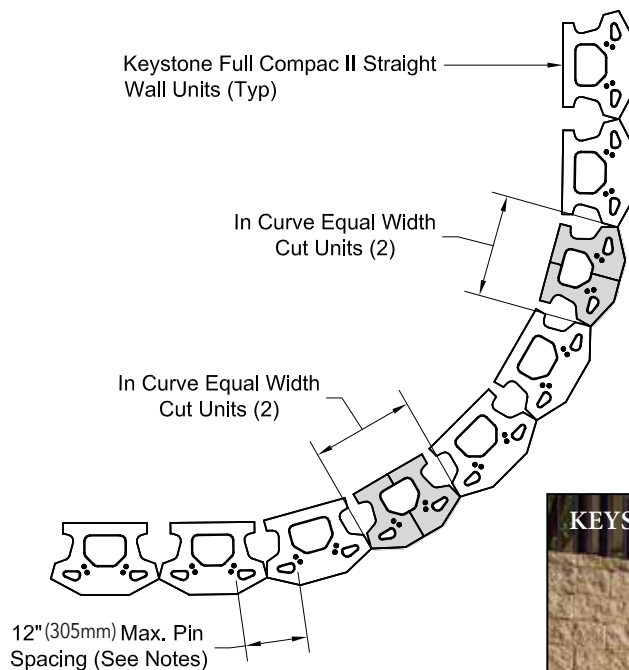 Keystone Full Compac II Straight
Wall Units (Typ)
In Curve Equal Width
Cut Units (2)
In Curve Equal Width
Cut Units (2)
KEYS
12"(305mm) Max. Pin
Spacing (See Notes)